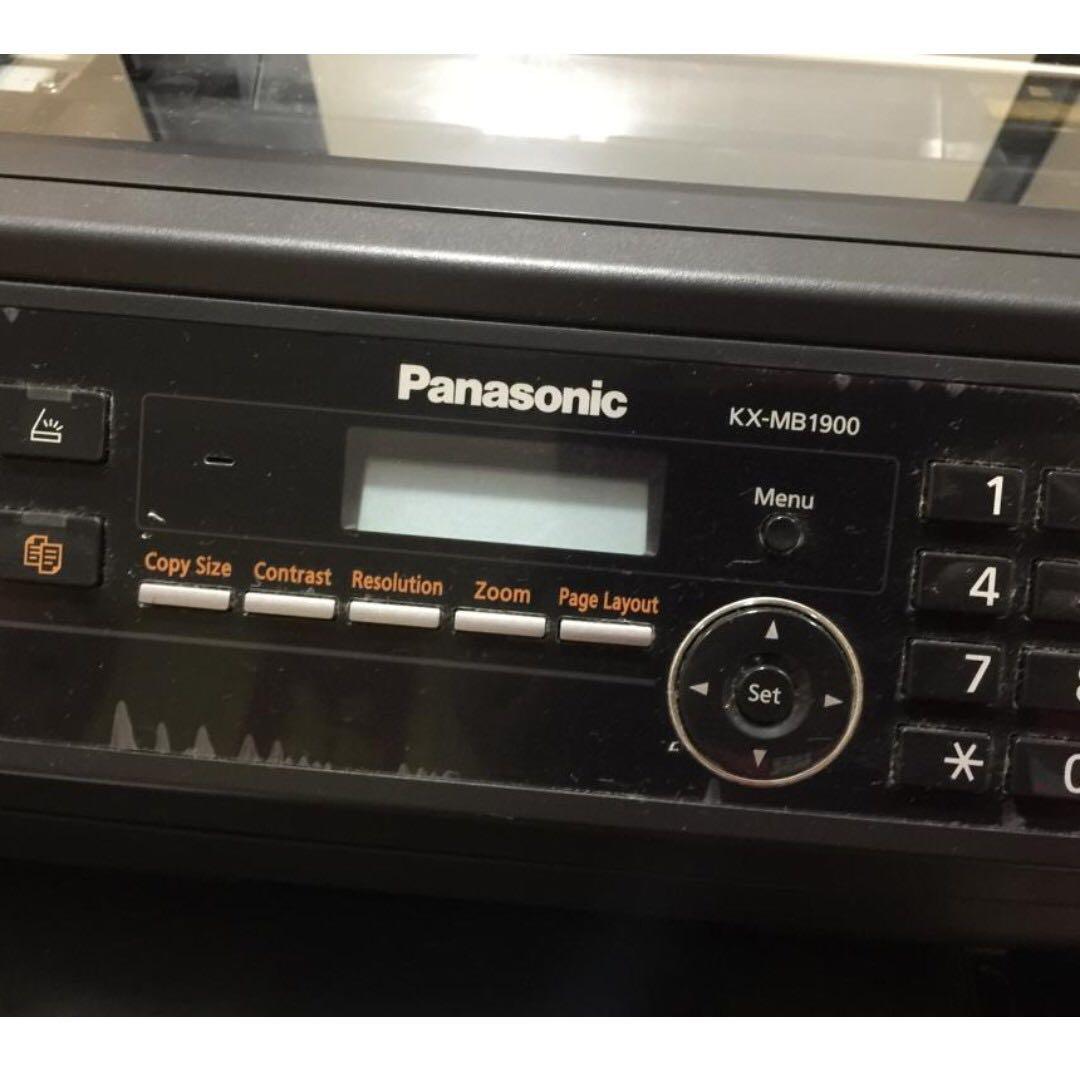 Panasonic
KX-MB1900
Menu
Copy Size
Contrast
Resolution
Zoom
Page Layout
Set
1
4
7
*